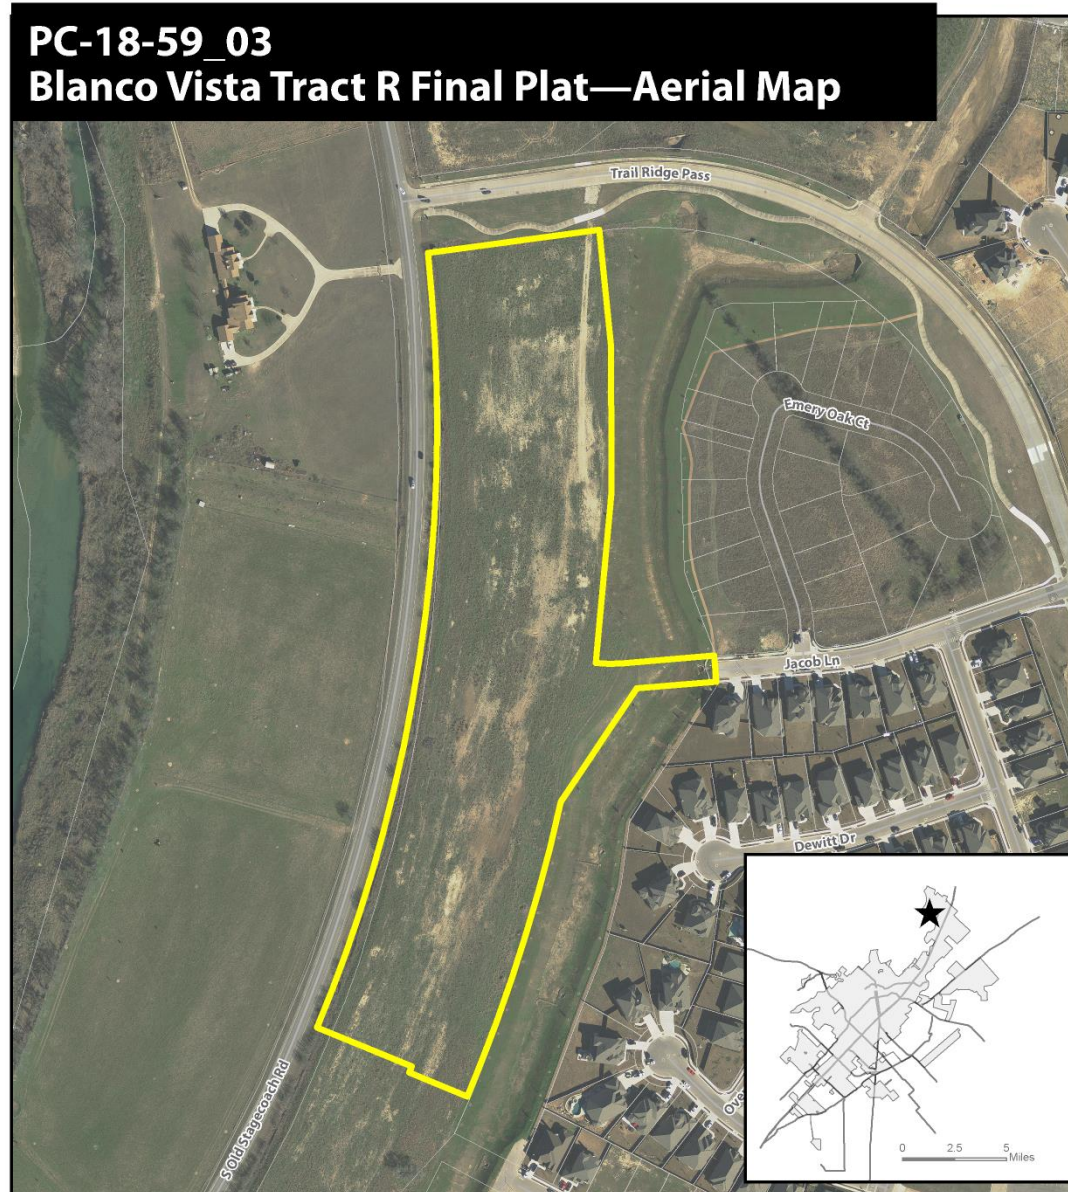 PC-18-59_03
Blanco Vista Tract R Final Plat—Aerial Map
Trail Ridge Pass
Emery Oak Ct
Jacob Ln
Dewitt Dr
S Old Stagecoach Rd
Ove
0 2.5 5
Miles